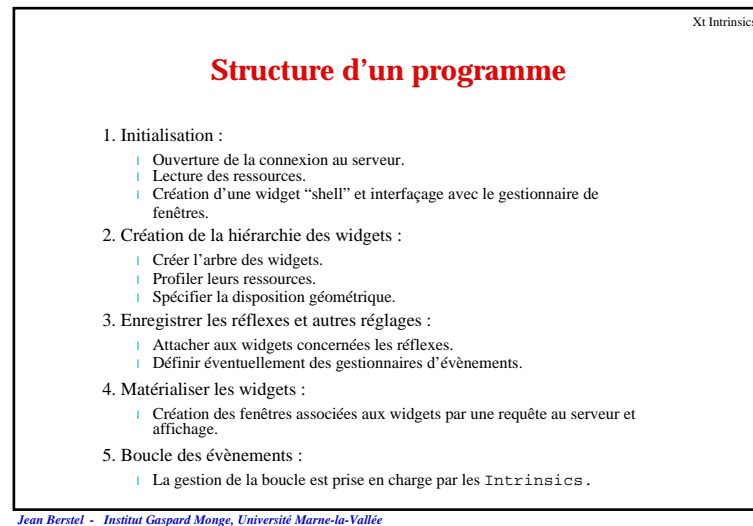 Xt Intrinsics
Structure d’un programme
1. Initialisation :
Ouverture de la connexion au serveur.
Lecture des ressources.
Création d’une widget “shell” et interfaçage avec le gestionnaire de
fenêtres.
2. Création de la hiérarchie des widgets :
Créer l’arbre des widgets.
Profiler leurs ressources.
Spécifier la disposition géométrique.
3. Enregistrer les réflexes et autres réglages :
Attacher aux widgets concernées les réflexes.
Définir éventuellement des gestionnaires d’évènements.
4. Matérialiser les widgets :
Création des fenêtres associées aux widgets par une requête au serveur et
affichage.
5. Boucle des évènements :
La gestion de la boucle est prise en charge par les Intrinsics.
Jean Berstel - Institut Gaspard Monge, Université Marne-la-Vallée